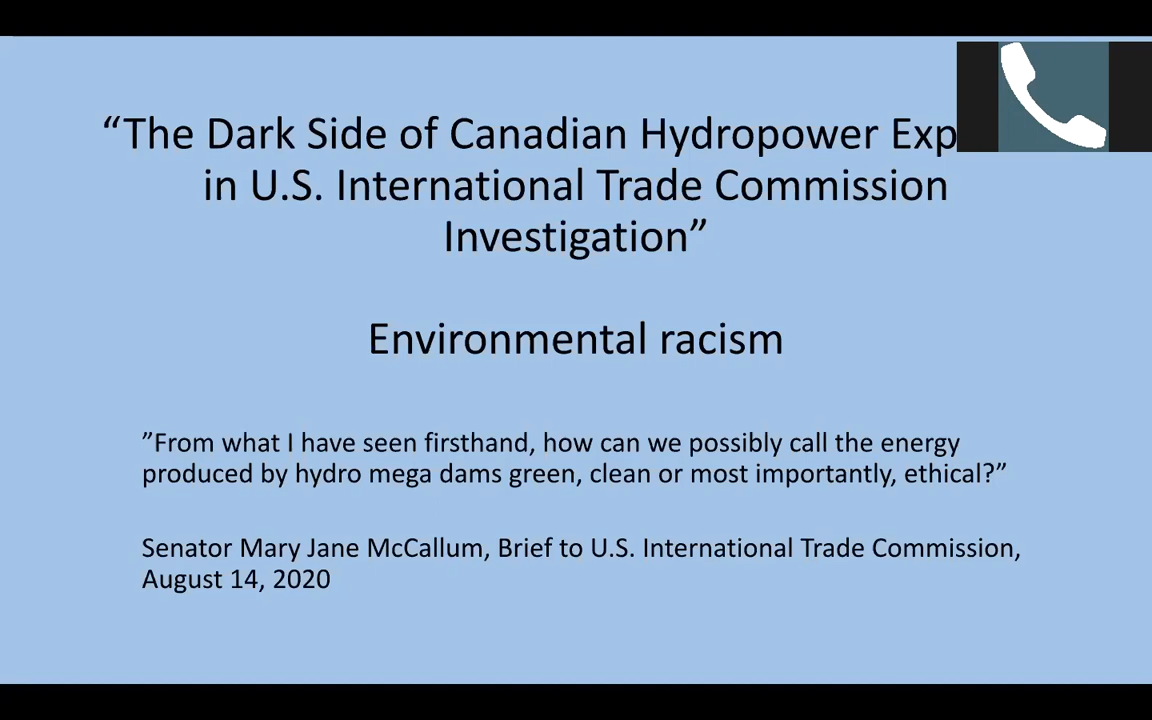 “The Dark Side of Canadian Hydropower
in U.S. International Trade Commission
Investigation”
Environmental racism
”From what I have seen firsthand, how can we possibly call the energy
produced by hydro mega dams green, clean or most importantly, ethical?”
Senator Mary Jane McCallum, Brief to U.S. International Trade Commission,
August 14, 2020